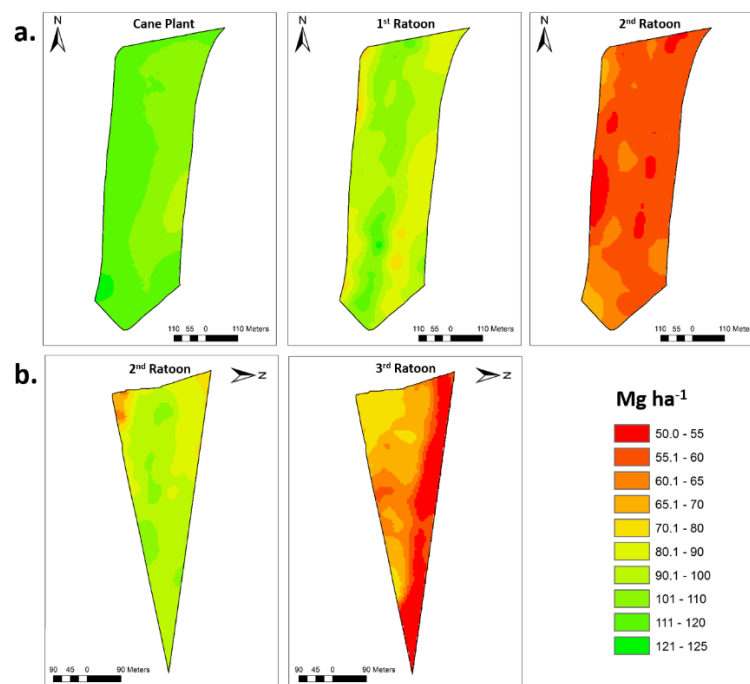 a.
Cane Plant
N
110 55 0 110 Meters
1st Ratoon
N
110 55 0 110 Meters
2nd Ratoon
N
110 55 0 110 Meters
b.
2nd Ratoon
N
90 45 0 90 Meters
3rd Ratoon
N
90 45 0 90 Meters
Mg ha-1
50.0 - 55
55.1 - 60
60.1 - 65
65.1 - 70
70.1 - 80
80.1 - 90
90.1 - 100
101 - 110
111 - 120
121 - 125